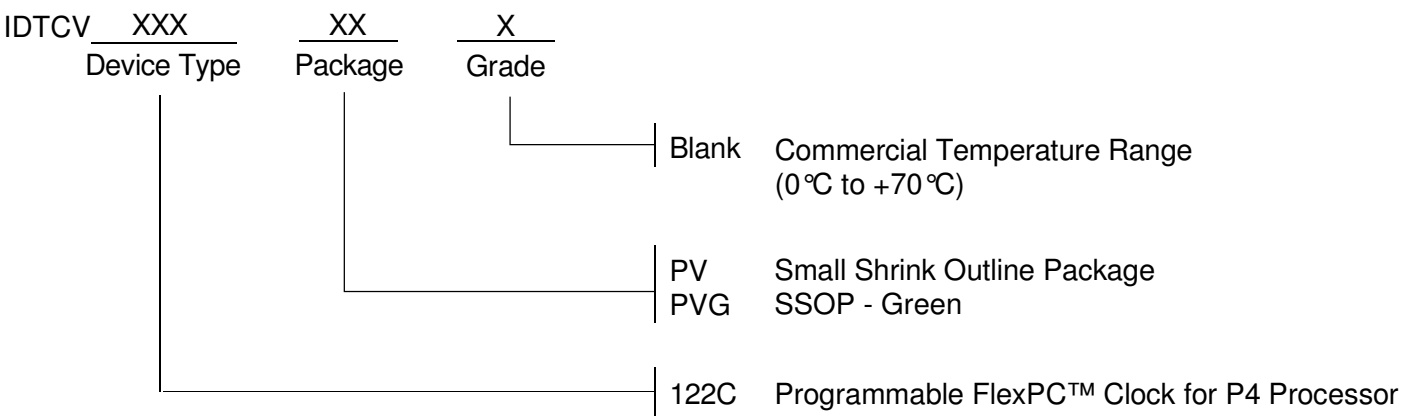 IDTCV XXX XX X
Device Type Package Grade
Blank Commercial Temperature Range
(0°C to +70°C)
PV Small Shrink Outline Package
PVG SSOP - Green
122C Programmable FlexPC™ Clock for P4 Processor